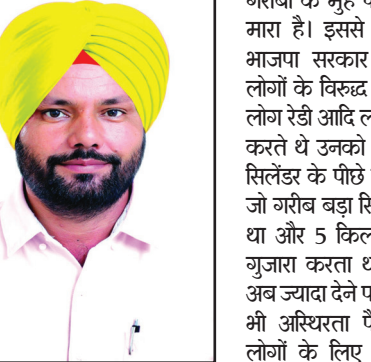 गरीबों के मुंह प
मारा है। इससे
भाजपा सरकार
लोगों के विरुद्ध
लोग रेडी आदि ल
करते थे उनको
सिलेंडर के पीछे
जो गरीब बड़ा सि
था और 5 किल
गुजारा करता थ
अब ज्यादा देने प
भी अस्थिरता पै
लोगों के लिए